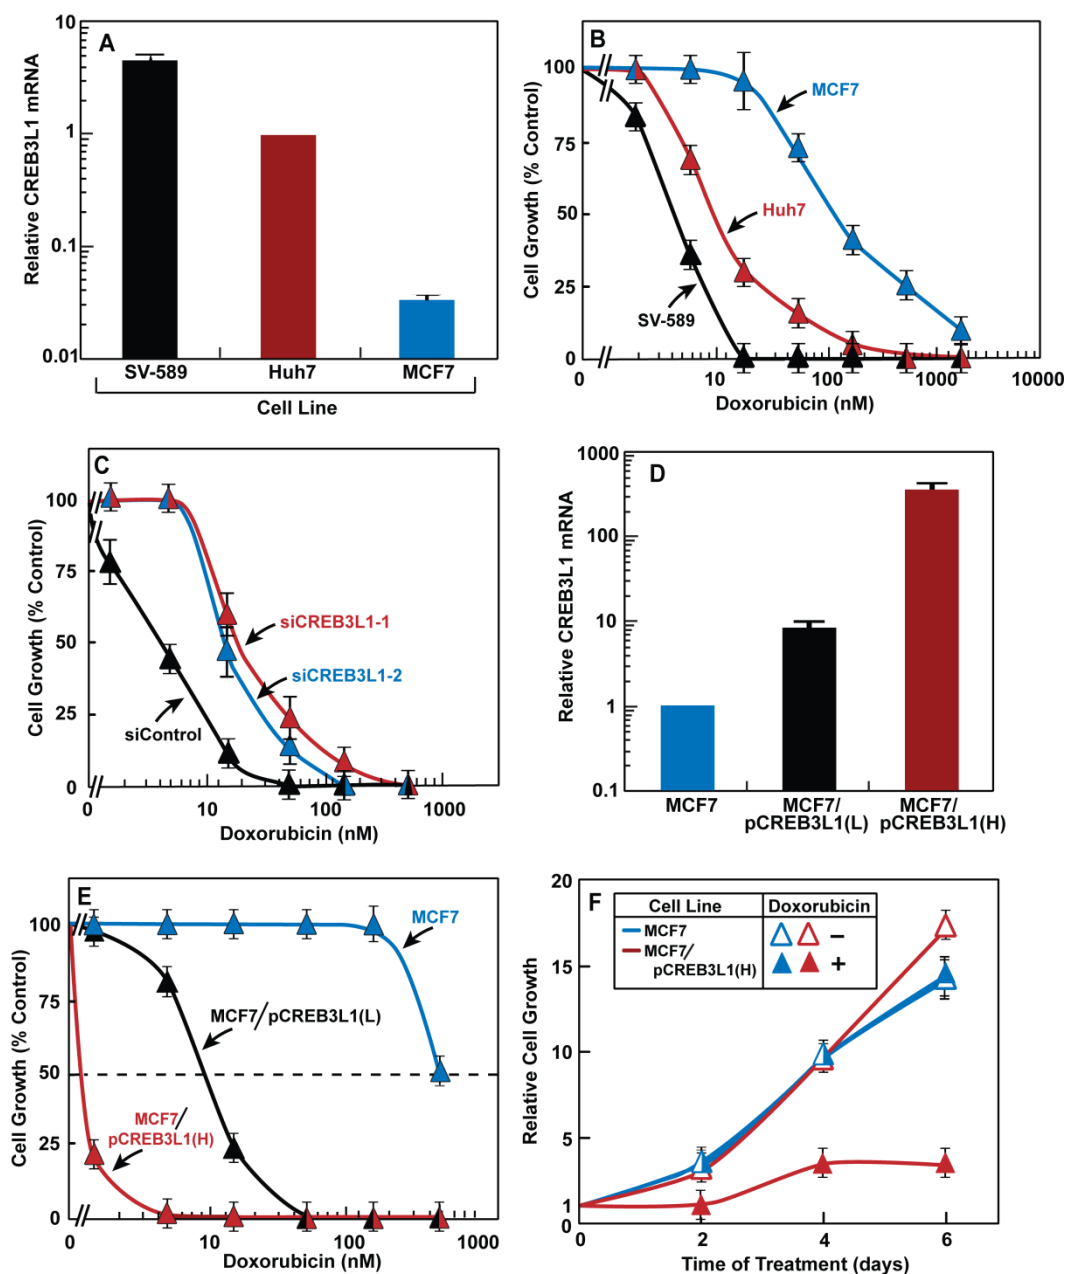 A
Relative CREB3L1 mRNA
10
1
0.1
0.01
SV-589 Huh7 MCF7
Cell Line
B
Cell Growth (% Control)
100
75
50
25
0
MCF7
Huh7
SV-589
0 10 100 1000 10000
Doxorubicin (nM)
C
Cell Growth (% Control)
100
75
50
25
0
siCREB3L1-1
siCREB3L1-2
siControl
0 10 100 1000
Doxorubicin (nM)
D
Relative CREB3L1 mRNA
1000
100
10
1
0.1
MCF7
MCF7/
pCREB3L1(L)
MCF7/
pCREB3L1(H)
E
Cell Growth (% Control)
100
75
50
25
0
MCF7
MCF7/pCREB3L1(L)
MCF7/
pCREB3L1(H)
0 10 100 1000
Doxorubicin (nM)
F
Relative Cell Growth
20
15
10
5
1
0
Cell Line Doxorubicin
MCF7 –
MCF7/
pCREB3L1(H) +
0 2 4 6
Time of Treatment (days)